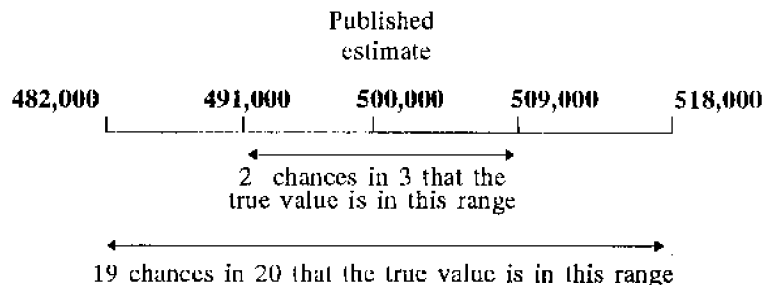 Published
estimate
482,000 491,000 500,000 509,000 518,000
2 chances in 3 that the
true value is in this range
19 chances in 20 that the true value is in this range